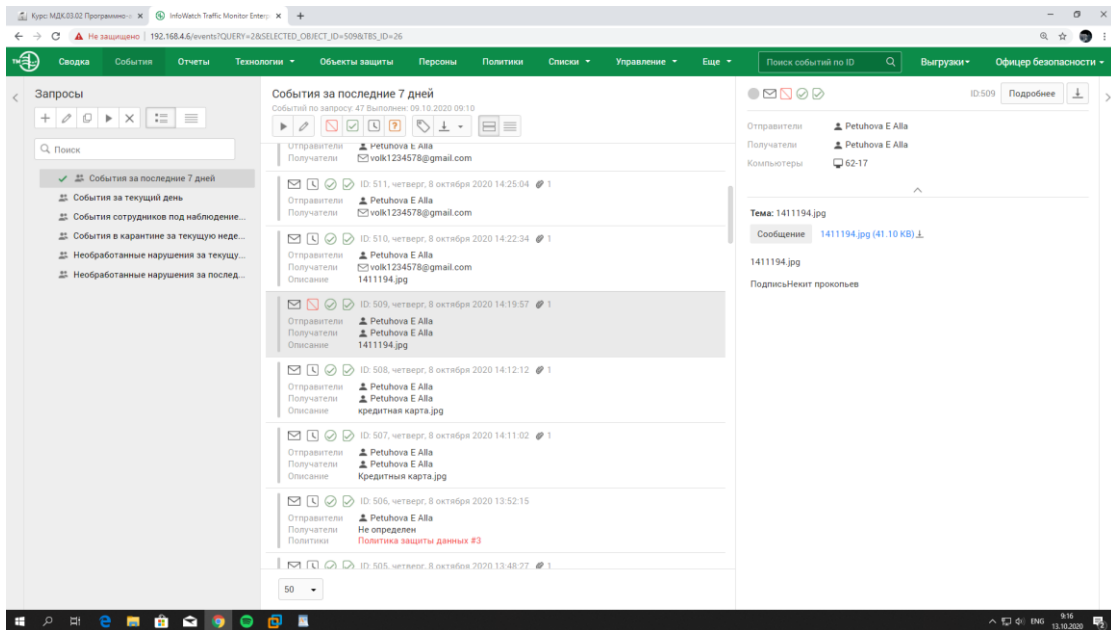 Курс: МДК.03.02 Программно-
InfoWatch Traffic Monitor Enterp
Не защищено | 192.168.4.6/events?QUERY=2&SELECTED_OBJECT_ID=509&TBS_ID=26
TM
Сводка События Отчеты Технологии Объекты защиты Персоны Политики Списки Управление Еще Поиск событий по ID Выгрузки Офицер безопасности
Запросы
Поиск
События за последние 7 дней
События за текущий день
События сотрудников под наблюдение...
События в карантине за текущую неде...
Необработанные нарушения за текущу...
Необработанные нарушения за послед...
События за последние 7 дней
Событий по запросу: 47 Выполнен: 09.10.2020 09:10
Отправители Petuhova E Alla
Получатели volk1234578@gmail.com
ID: 511, четверг, 8 октября 2020 14:25:04 1
Отправители Petuhova E Alla
Получатели volk1234578@gmail.com
ID: 510, четверг, 8 октября 2020 14:22:34 1
Отправители Petuhova E Alla
Получатели volk1234578@gmail.com
Описание 1411194.jpg
ID: 509, четверг, 8 октября 2020 14:19:57 1
Отправители Petuhova E Alla
Получатели Petuhova E Alla
Описание 1411194.jpg
ID: 508, четверг, 8 октября 2020 14:12:12 1
Отправители Petuhova E Alla
Получатели Petuhova E Alla
Описание кредитная карта.jpg
ID: 507, четверг, 8 октября 2020 14:11:02 1
Отправители Petuhova E Alla
Получатели Petuhova E Alla
Описание Кредитныя карта.jpg
ID: 506, четверг, 8 октября 2020 13:52:15
Отправители Petuhova E Alla
Получатели Не определен
Политики Политика защиты данных #3
ID: 505, четверг, 8 октября 2020 13:48:27 1
50
ID:509 Подробнее
Отправители Petuhova E Alla
Получатели Petuhova E Alla
Компьютеры 62-17
Тема: 1411194.jpg
Сообщение 1411194.jpg (41.10 KB)
1411194.jpg
ПодписьНекит прокопьев
ENG 9:16
13.10.2020